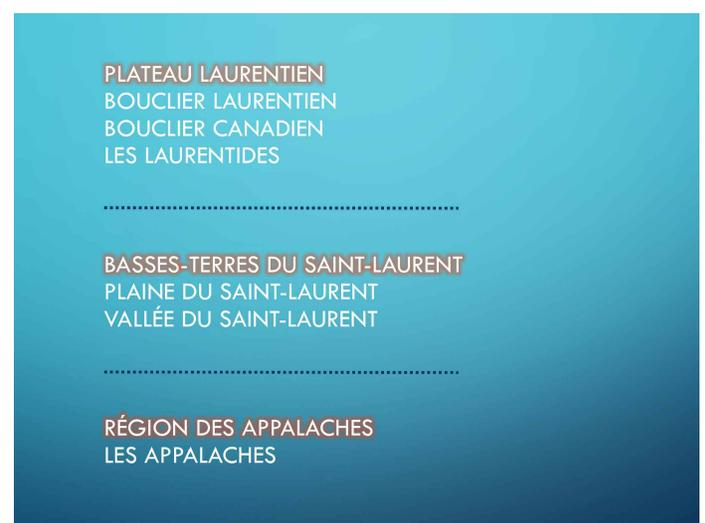 PLATEAU LAURENTIEN
BOUCLIER LAURENTIEN
BOUCLIER CANADIEN
LES LAURENTIDES
BASSES-TERRES DU SAINT-LAURENT
PLAINE DU SAINT-LAURENT
VALLÉE DU SAINT-LAURENT
RÉGION DES APPALACHES
LES APPALACHES